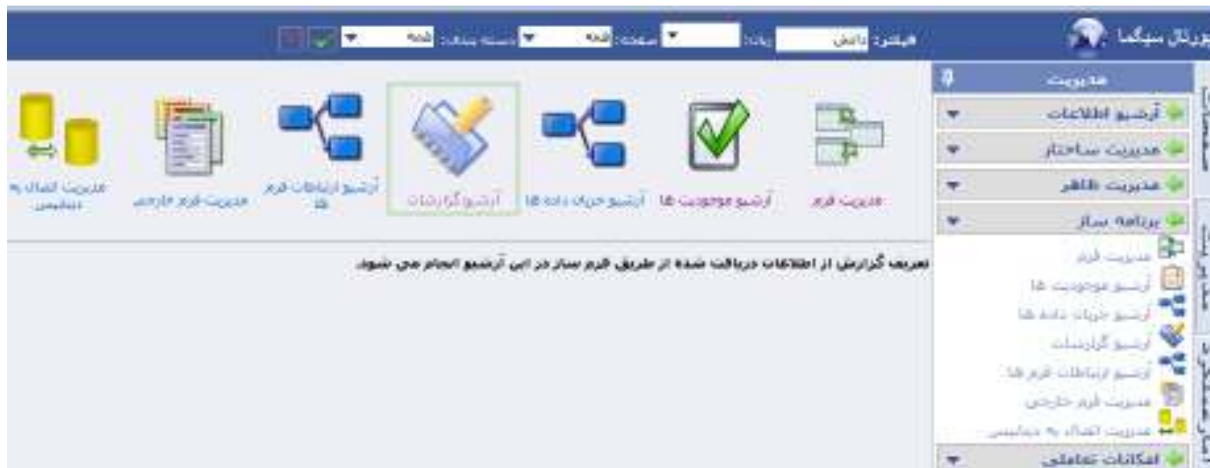 پورتال سیگما
فیلتر: دانش زبان: صفحه: همه دسته بندی: همه
مدیریت
آرشیو اطلاعات
مدیریت ساختار
مدیریت ظاهر
برنامه ساز
مدیریت فرم
آرشیو موجودیت ها
آرشیو جریان داده ها
آرشیو گزارشات
آرشیو ارتباطات فرم ها
مدیریت فرم خارجی
مدیریت اتصال به دیتابیس
امکانات تعاملی
مدیریت فرم
آرشیو موجودیت ها
آرشیو جریان داده ها
آرشیو گزارشات
آرشیو ارتباطات فرم
ها
مدیریت فرم خارجی
مدیریت اتصال به
دیتابیس
تعریف گزارش از اطلاعات دریافت شده از طریق فرم ساز در این آرشیو انجام می شود.